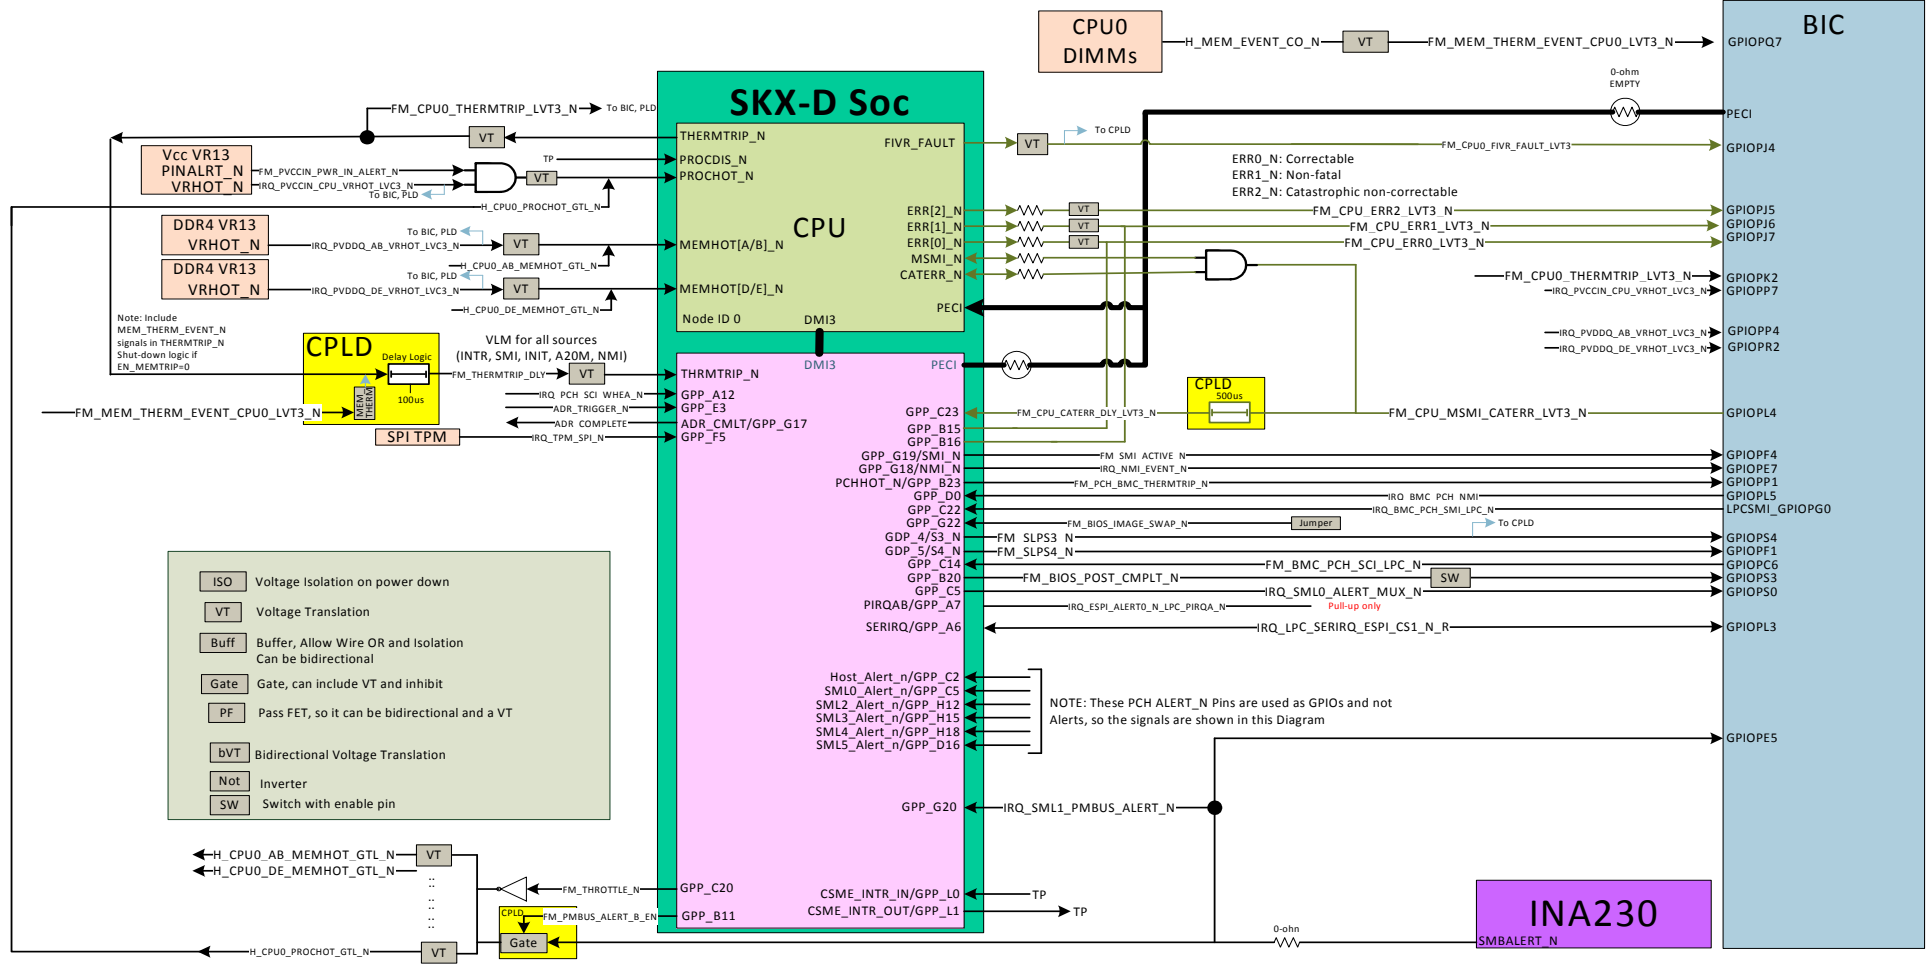 BIC
CPU0
DIMMs
H_MEM_EVENT_CO_N
VT
FM_MEM_THERM_EVENT_CPU0_LVT3_N
GPIOPQ7
0-ohm
EMPTY
PECI
SKX-D Soc
FM_CPU0_THERMTRIP_LVT3_N
To BIC, PLD
VT
THERMTRIP_N
FIVR_FAULT
VT
To CPLD
FM_CPU0_FIVR_FAULT_LVT3
GPIOPJ4
Vcc VR13
PINALRT_N
VRHOT_N
FM_PVCCIN_PWR_IN_ALERT_N
IRQ_PVCCIN_CPU_VRHOT_LVC3_N
To BIC, PLD
TP
VT
PROCDIS_N
PROCHOT_N
H_CPU0_PROCHOT_GTL_N
ERR0_N: Correctable
ERR1_N: Non-fatal
ERR2_N: Catastrophic non-correctable
CPU
DDR4 VR13
VRHOT_N
To BIC, PLD
IRQ_PVDDQ_AB_VRHOT_LVC3_N
VT
MEMHOT[A/B]_N
H_CPU0_AB_MEMHOT_GTL_N
DDR4 VR13
VRHOT_N
To BIC, PLD
IRQ_PVDDQ_DE_VRHOT_LVC3_N
VT
MEMHOT[D/E]_N
H_CPU0_DE_MEMHOT_GTL_N
ERR[2]_N
VT
FM_CPU_ERR2_LVT3_N
GPIOPJ5
ERR[1]_N
VT
FM_CPU_ERR1_LVT3_N
GPIOPJ6
ERR[0]_N
VT
FM_CPU_ERR0_LVT3_N
GPIOPJ7
MSMI_N
CATERR_N
PECI
Node ID 0
DMI3
FM_CPU0_THERMTRIP_LVT3_N
GPIOPK2
IRQ_PVCCIN_CPU_VRHOT_LVC3_N
GPIOPP7
IRQ_PVDDQ_AB_VRHOT_LVC3_N
GPIOPP4
IRQ_PVDDQ_DE_VRHOT_LVC3_N
GPIOPR2
Note: Include
MEM_THERM_EVENT_N
signals in THERMTRIP_N
Shut-down logic if
EN_MEMTRIP=0
CPLD
Delay Logic
100us
MEM_
THERM
VLM for all sources
(INTR, SMI, INIT, A20M, NMI)
FM_THERMTRIP_DLY
VT
THRMTRIP_N
DMI3
PECI
FM_MEM_THERM_EVENT_CPU0_LVT3_N
IRQ_PCH_SCI_WHEA_N
GPP_A12
ADR_TRIGGER_N
GPP_E3
ADR_COMPLETE
ADR_CMLT/GPP_G17
SPI TPM
IRQ_TPM_SPI_N
GPP_F5
GPP_C23
FM_CPU_CATERR_DLY_LVT3_N
CPLD
500us
FM_CPU_MSMI_CATERR_LVT3_N
GPIOPL4
GPP_B15
GPP_B16
GPP_G19/SMI_N
FM_SMI_ACTIVE_N
GPIOPF4
GPP_G18/NMI_N
IRQ_NMI_EVENT_N
GPIOPE7
PCHHOT_N/GPP_B23
FM_PCH_BMC_THERMTRIP_N
GPIOPP1
GPP_D0
IRQ_BMC_PCH_NMI
GPIOPL5
GPP_C22
IRQ_BMC_PCH_SMI_LPC_N
LPCSMI_GPIOPG0
GPP_G22
FM_BIOS_IMAGE_SWAP_N
Jumper
To CPLD
GDP_4/S3_N
FM_SLPS3_N
GPIOPS4
GDP_5/S4_N
FM_SLPS4_N
GPIOPF1
GPP_C14
FM_BMC_PCH_SCI_LPC_N
GPIOPC6
GPP_B20
FM_BIOS_POST_CMPLT_N
SW
GPIOPS3
GPP_C5
IRQ_SML0_ALERT_MUX_N
GPIOPS0
PIRQAB/GPP_A7
IRQ_ESPI_ALERT0_N_LPC_PIRQA_N
Pull-up only
SERIRQ/GPP_A6
IRQ_LPC_SERIRQ_ESPI_CS1_N_R
GPIOPL3
ISO
Voltage Isolation on power down
VT
Voltage Translation
Buff
Buffer, Allow Wire OR and Isolation
Can be bidirectional
Gate
Gate, can include VT and inhibit
PF
Pass FET, so it can be bidirectional and a VT
bVT
Bidirectional Voltage Translation
Not
Inverter
SW
Switch with enable pin
Host_Alert_n/GPP_C2
SML0_Alert_n/GPP_C5
SML2_Alert_n/GPP_H12
SML3_Alert_n/GPP_H15
SML4_Alert_n/GPP_H18
SML5_Alert_n/GPP_D16
NOTE: These PCH ALERT_N Pins are used as GPIOs and not
Alerts, so the signals are shown in this Diagram
GPIOPE5
GPP_G20
IRQ_SML1_PMBUS_ALERT_N
H_CPU0_AB_MEMHOT_GTL_N
VT
H_CPU0_DE_MEMHOT_GTL_N
..
..
..
..
..
FM_THROTTLE_N
GPP_C20
CPLD
FM_PMBUS_ALERT_B_EN
GPP_B11
Gate
H_CPU0_PROCHOT_GTL_N
VT
CSME_INTR_IN/GPP_L0
TP
CSME_INTR_OUT/GPP_L1
TP
0-ohn
INA230
SMBALERT_N